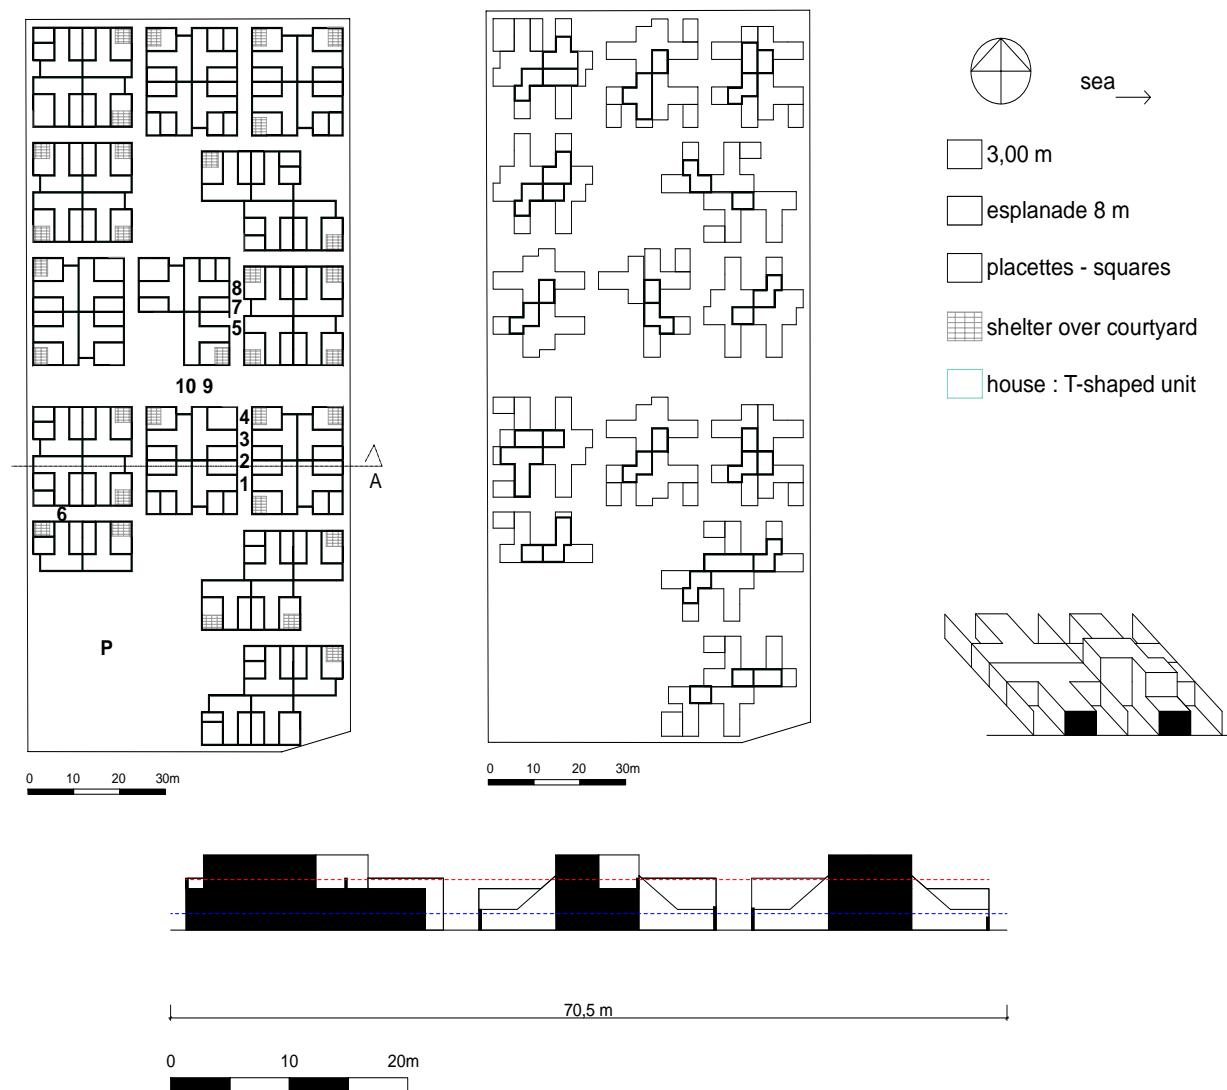 sea
3,00 m
esplanade 8 m
placettes - squares
shelter over courtyard
house : T-shaped unit
8
7
5
10 9
4
3
2
1
A
6
P
0 10 20 30m
0 10 20 30m
70,5 m
0 10 20m